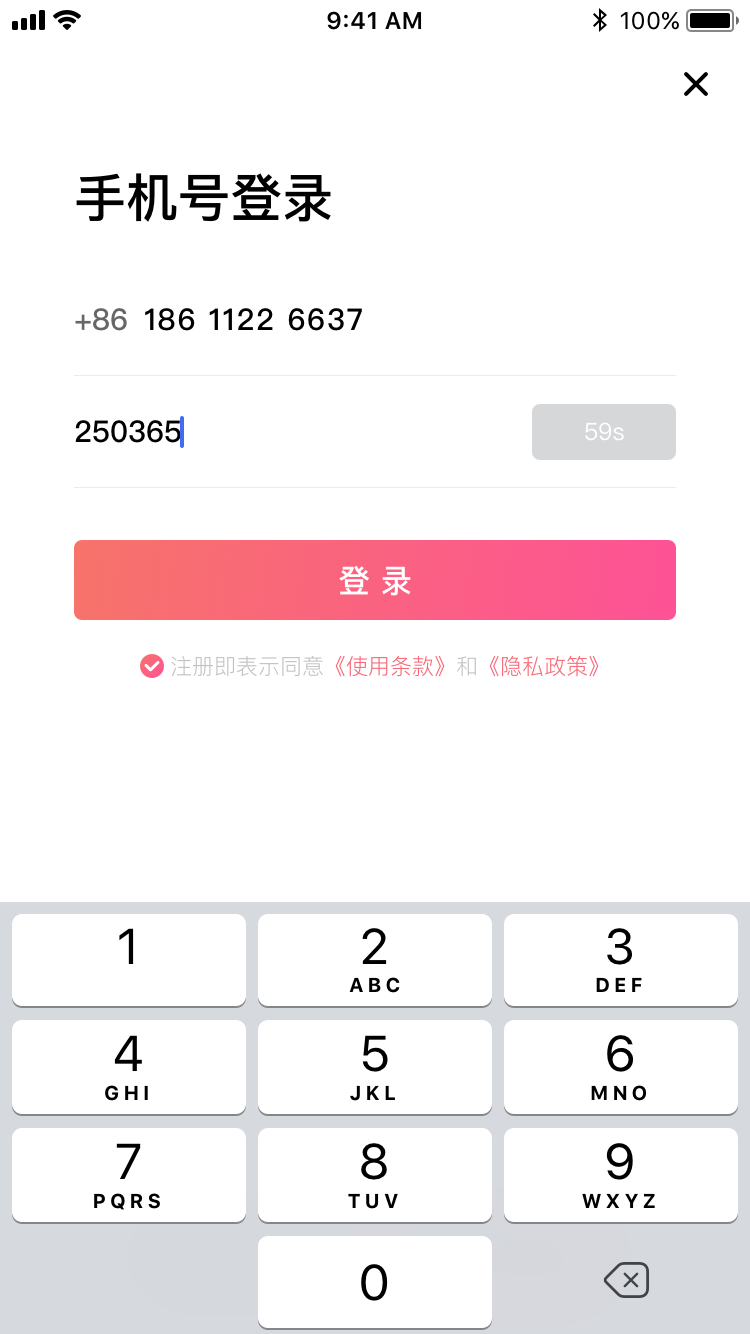 9:41 AM 100%
手机号登录
+86 186 1122 6637
250365 59s
登录
注册即表示同意《使用条款》和《隐私政策》
1 2 3
ABC DEF
4 5 6
GHI JKL MNO
7 8 9
PQRS TUV WXYZ
0